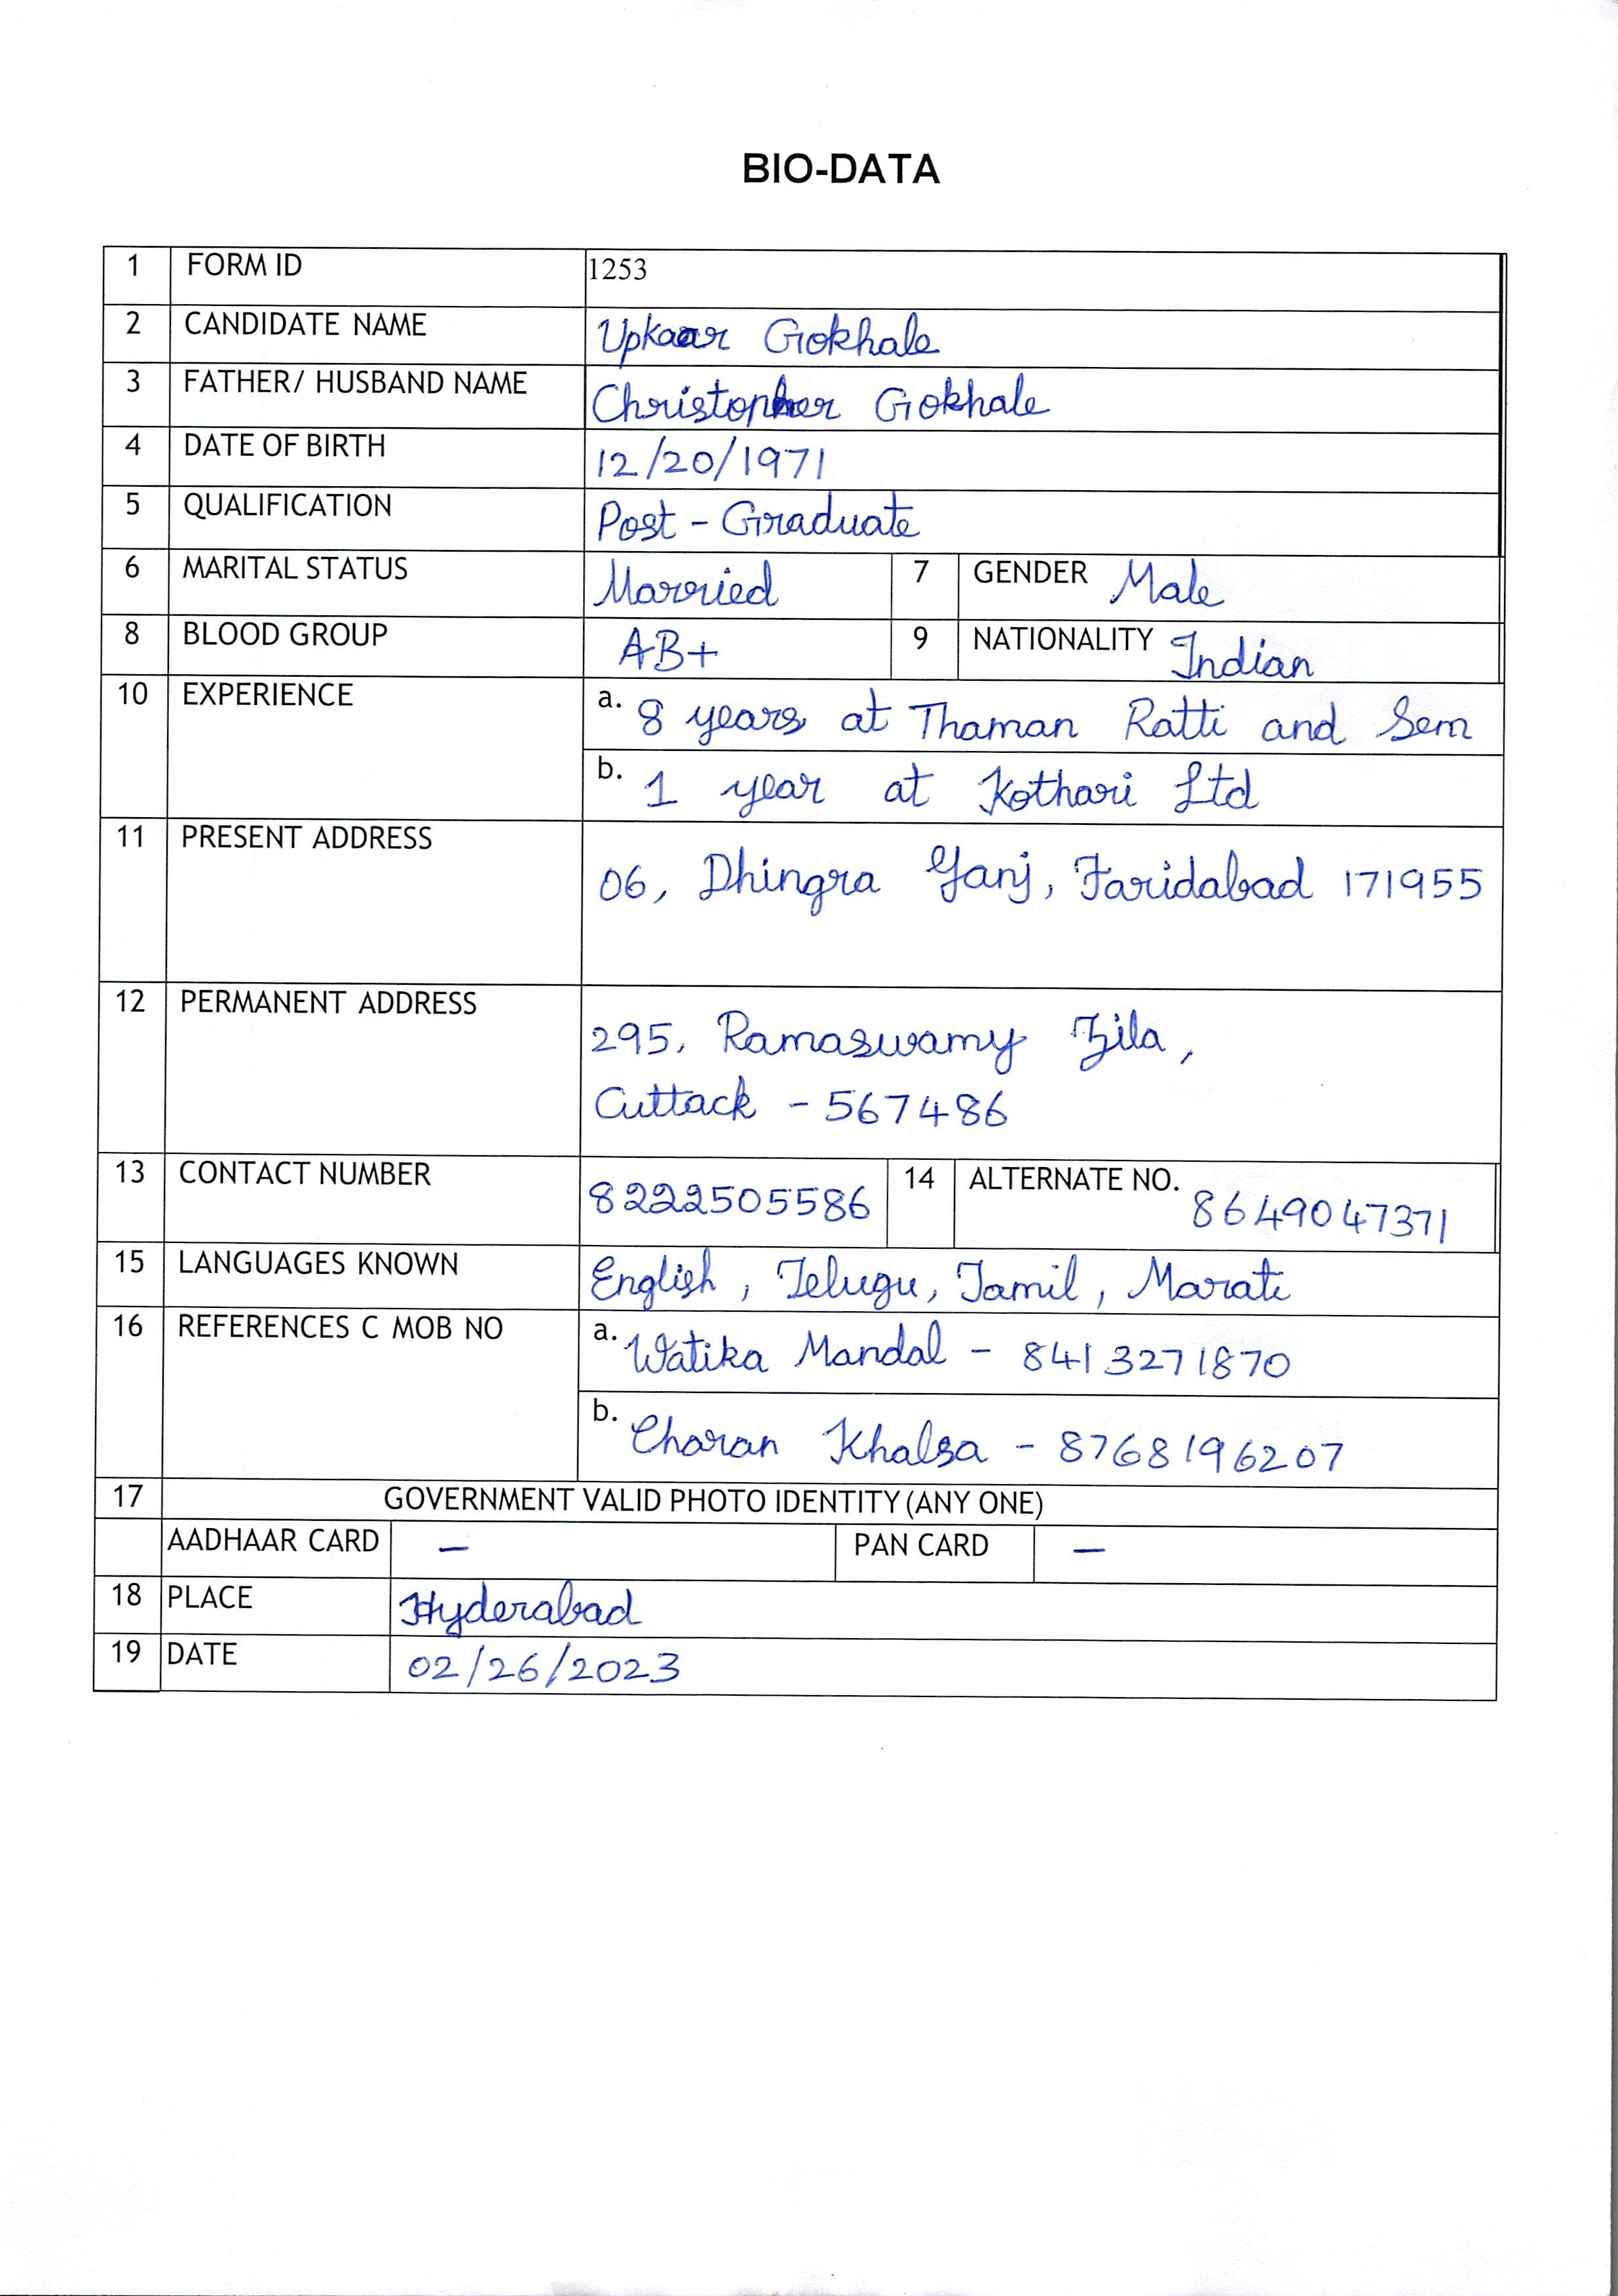 BIO-DATA
1 FORM ID 1253
2 CANDIDATE NAME Upkaar Gokhale
3 FATHER/ HUSBAND NAME Christopher Gokhale
4 DATE OF BIRTH 12/20/1971
5 QUALIFICATION Post - Graduate
6 MARITAL STATUS Married 7 GENDER Male
8 BLOOD GROUP AB+ 9 NATIONALITY Indian
10 EXPERIENCE a. 8 years at Thaman Ratti and Sem
b. 1 year at Kothari Ltd
11 PRESENT ADDRESS 06, Dhingra Ganj, Faridabad 171955
12 PERMANENT ADDRESS 295, Ramaswamy Zila,
Cuttack - 567486
13 CONTACT NUMBER 8222505586 14 ALTERNATE NO. 8649047371
15 LANGUAGES KNOWN English, Telugu, Tamil, Marati
16 REFERENCES C MOB NO a. Watika Mandal - 8413271870
b. Charan Khalsa - 8768196207
17 GOVERNMENT VALID PHOTO IDENTITY (ANY ONE)
AADHAAR CARD - PAN CARD -
18 PLACE Hyderabad
19 DATE 02/26/2023